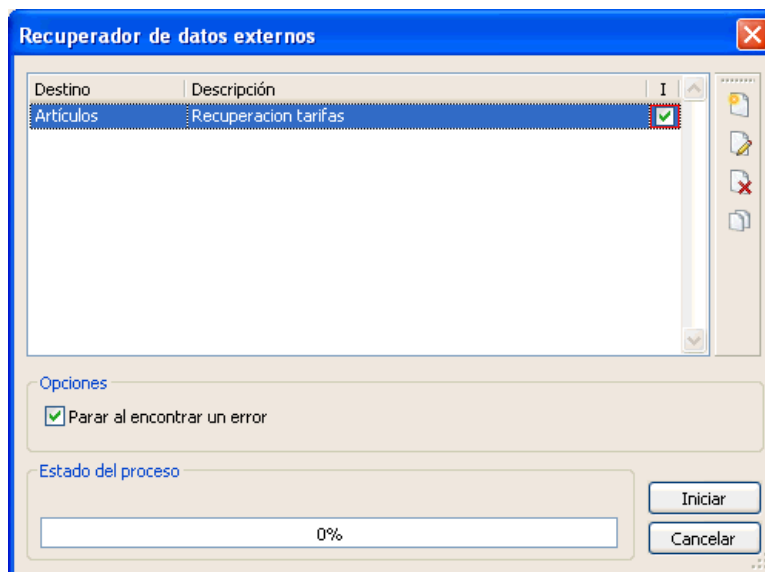 Recuperador de datos externos
Destino Descripción I
Artículos Recuperacion tarifas
Opciones
Parar al encontrar un error
Estado del proceso
0%
Iniciar
Cancelar